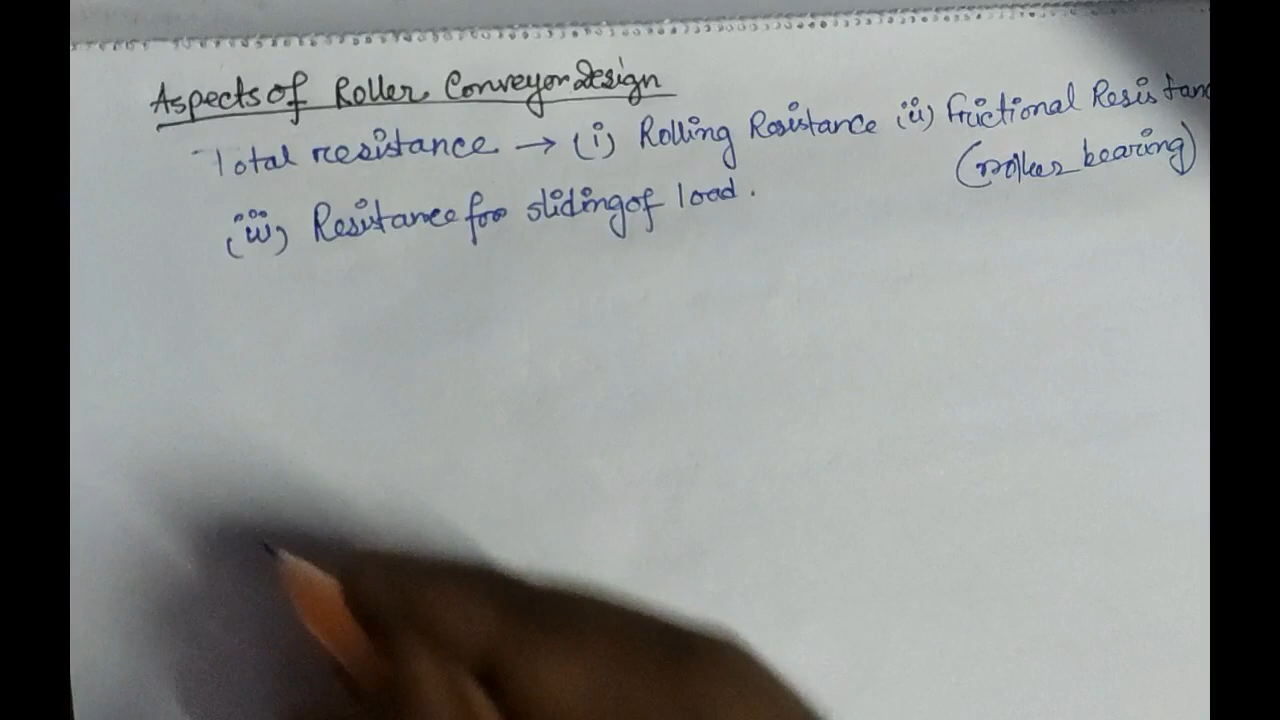 Aspects of Roller Conveyor Design
Total resistance → (i) Rolling Resistance (ii) frictional Resistan
(roller bearing)
(iii) Resistance for sliding of load.